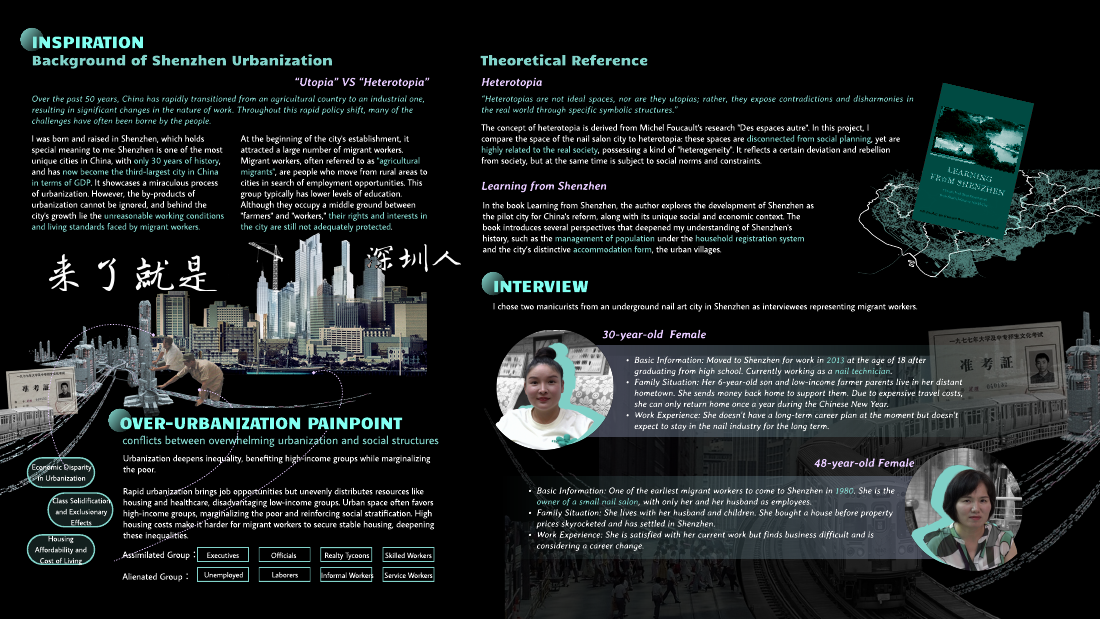 INSPIRATION
Background of Shenzhen Urbanization
"Utopia" VS "Heterotopia"
Over the past 50 years, China has rapidly transitioned from an agricultural country to an industrial one,
resulting in significant changes in the nature of work. Throughout this rapid policy shift, many of the
challenges have often been borne by the people.
I was born and raised in Shenzhen, which holds
special meaning to me: Shenzhen is one of the most
unique cities in China, with only 30 years of history,
and has now become the third-largest city in China
in terms of GDP. It showcases a miraculous process
of urbanization. However, the by-products of
urbanization cannot be ignored, and behind the
city's growth lie the unreasonable working conditions
and living standards faced by migrant workers.
At the beginning of the city's establishment, it
attracted a large number of migrant workers.
Migrant workers, often referred to as "agricultural
migrants", are people who move from rural areas to
cities in search of employment opportunities. This
group typically has lower levels of education.
Although they occupy a middle ground between
"farmers" and "workers," their rights and interests in
the city are still not adequately protected.
来了就是
深圳人
准考证
OVER-URBANIZATION PAINPOINT
conflicts between overwhelming urbanization and social structures
Economic Disparity
in Urbanization
Class Solidification
and Exclusionary
Effects
Housing
Affordability and
Cost of Living
Urbanization deepens inequality, benefiting high-income groups while marginalizing
the poor.
Rapid urbanization brings job opportunities but unevenly distributes resources like
housing and healthcare, disadvantaging low-income groups. Urban space often favors
high-income groups, marginalizing the poor and reinforcing social stratification. High
housing costs make it harder for migrant workers to secure stable housing, deepening
these inequalities.
Assimilated Group : Executives Officials Realty Tycoons Skilled Workers
Alienated Group : Unemployed Laborers Informal Workers Service Workers
Theoretical Reference
Heterotopia
"Heterotopias are not ideal spaces, nor are they utopias; rather, they expose contradictions and disharmonies in
the real world through specific symbolic structures."
The concept of heterotopia is derived from Michel Foucault's research "Des espaces autre". In this project, I
compare the space of the nail salon city to heterotopia: these spaces are disconnected from social planning, yet are
highly related to the real society, possessing a kind of "heterogeneity". It reflects a certain deviation and rebellion
from society, but at the same time is subject to social norms and constraints.
Learning from Shenzhen
In the book Learning from Shenzhen, the author explores the development of Shenzhen as
the pilot city for China's reform, along with its unique social and economic context. The
book introduces several perspectives that deepened my understanding of Shenzhen's
history, such as the management of population under the household registration system
and the city's distinctive accommodation form, the urban villages.
LEARNING
FROM SHENZHEN
INTERVIEW
I chose two manicurists from an underground nail art city in Shenzhen as interviewees representing migrant workers.
30-year-old Female
• Basic Information: Moved to Shenzhen for work in 2013 at the age of 18 after
graduating from high school. Currently working as a nail technician.
• Family Situation: Her 6-year-old son and low-income farmer parents live in her distant
hometown. She sends money back home to support them. Due to expensive travel costs,
she can only return home once a year during the Chinese New Year.
• Work Experience: She doesn't have a long-term career plan at the moment but doesn't
expect to stay in the nail industry for the long term.
准考证
准考证
48-year-old Female
• Basic Information: One of the earliest migrant workers to come to Shenzhen in 1980. She is the
owner of a small nail salon, with only her and her husband as employees.
• Family Situation: She lives with her husband and children. She bought a house before property
prices skyrocketed and has settled in Shenzhen.
• Work Experience: She is satisfied with her current work but finds business difficult and is
considering a career change.